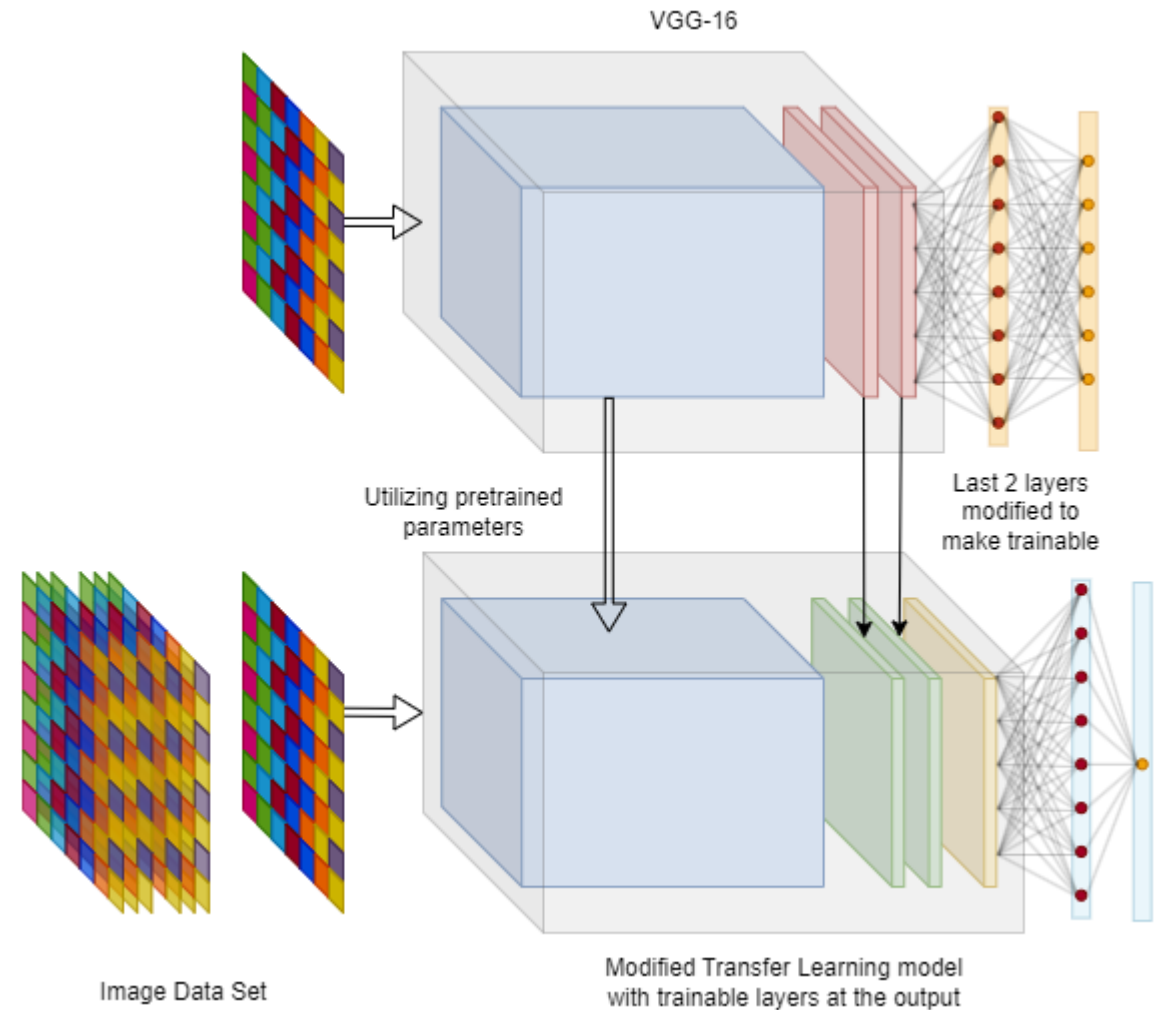 VGG-16
Utilizing pretrained
parameters
Last 2 layers
modified to
make trainable
Image Data Set
Modified Transfer Learning model
with trainable layers at the output